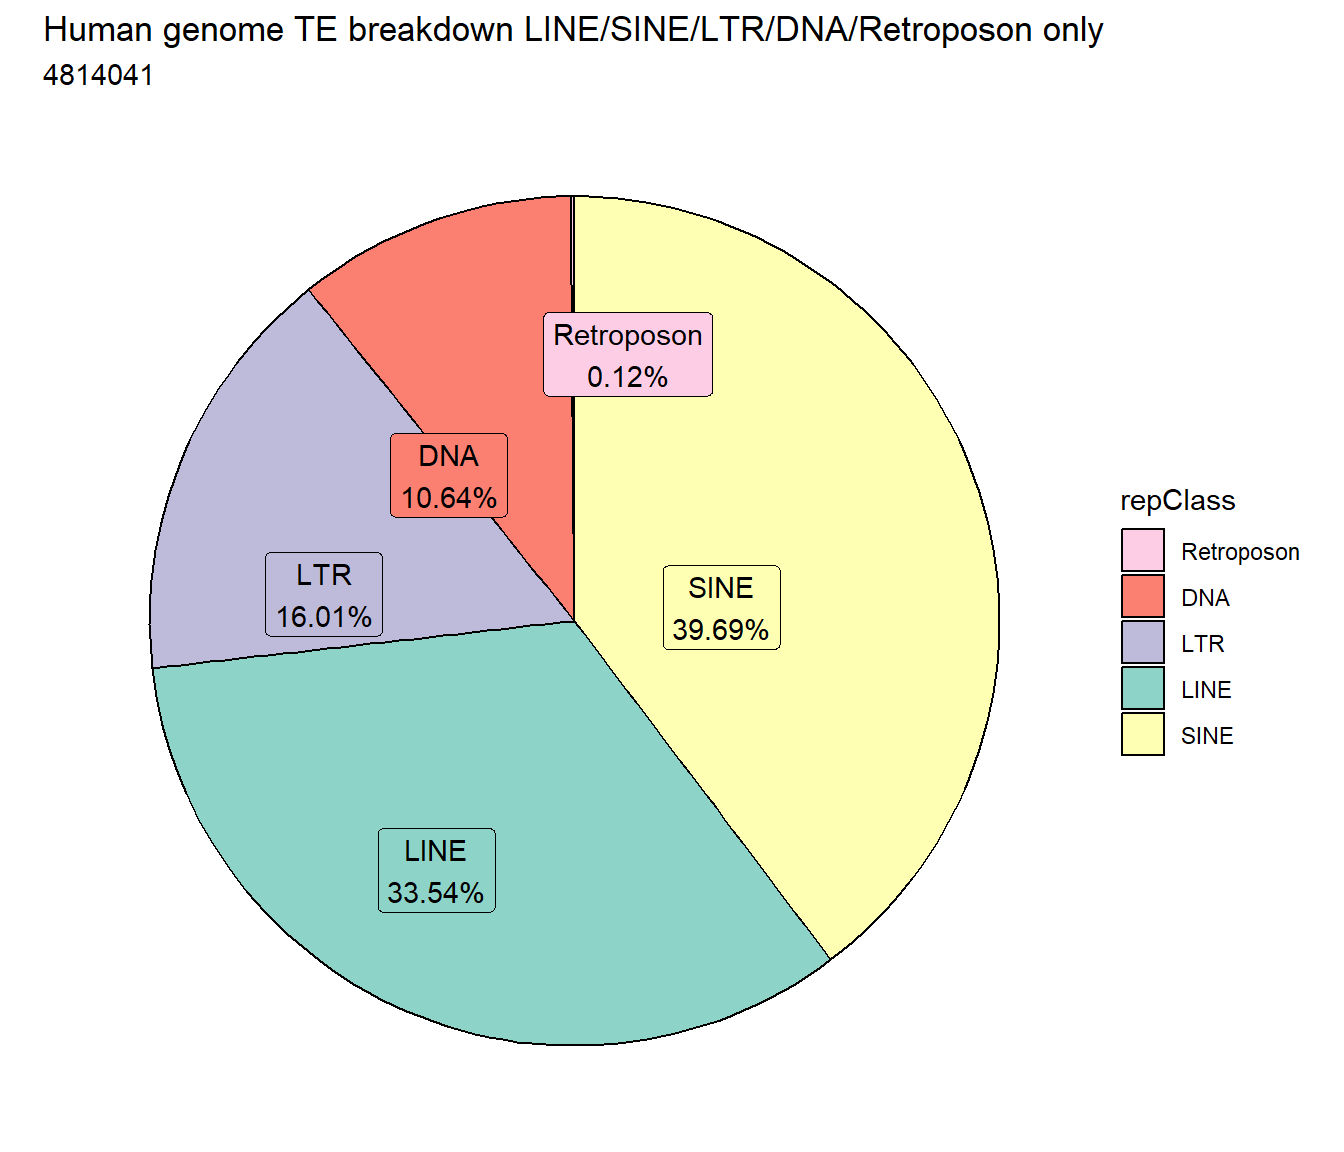 Human genome TE breakdown LINE/SINE/LTR/DNA/Retroposon only
4814041
Retroposon
0.12%
DNA
10.64%
LTR
16.01%
SINE
39.69%
LINE
33.54%
repClass
Retroposon
DNA
LTR
LINE
SINE